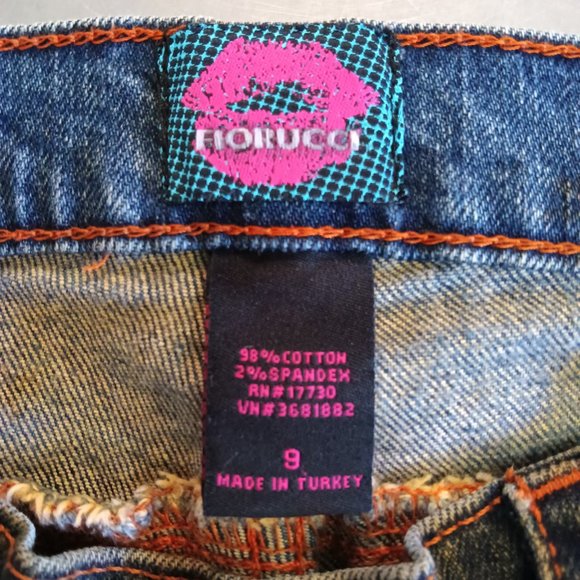 FIORUCCI
98%COTTON
2%SPANDEX
RN#17730
VN#3681882
9
MADE IN TURKEY